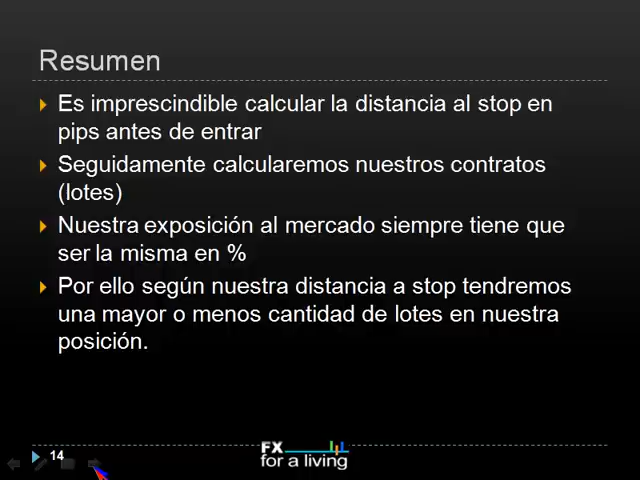 Resumen
Es imprescindible calcular la distancia al stop en
pips antes de entrar
Seguidamente calcularemos nuestros contratos
(lotes)
Nuestra exposición al mercado siempre tiene que
ser la misma en %
Por ello según nuestra distancia a stop tendremos
una mayor o menos cantidad de lotes en nuestra
posición.
14
FX
for a living